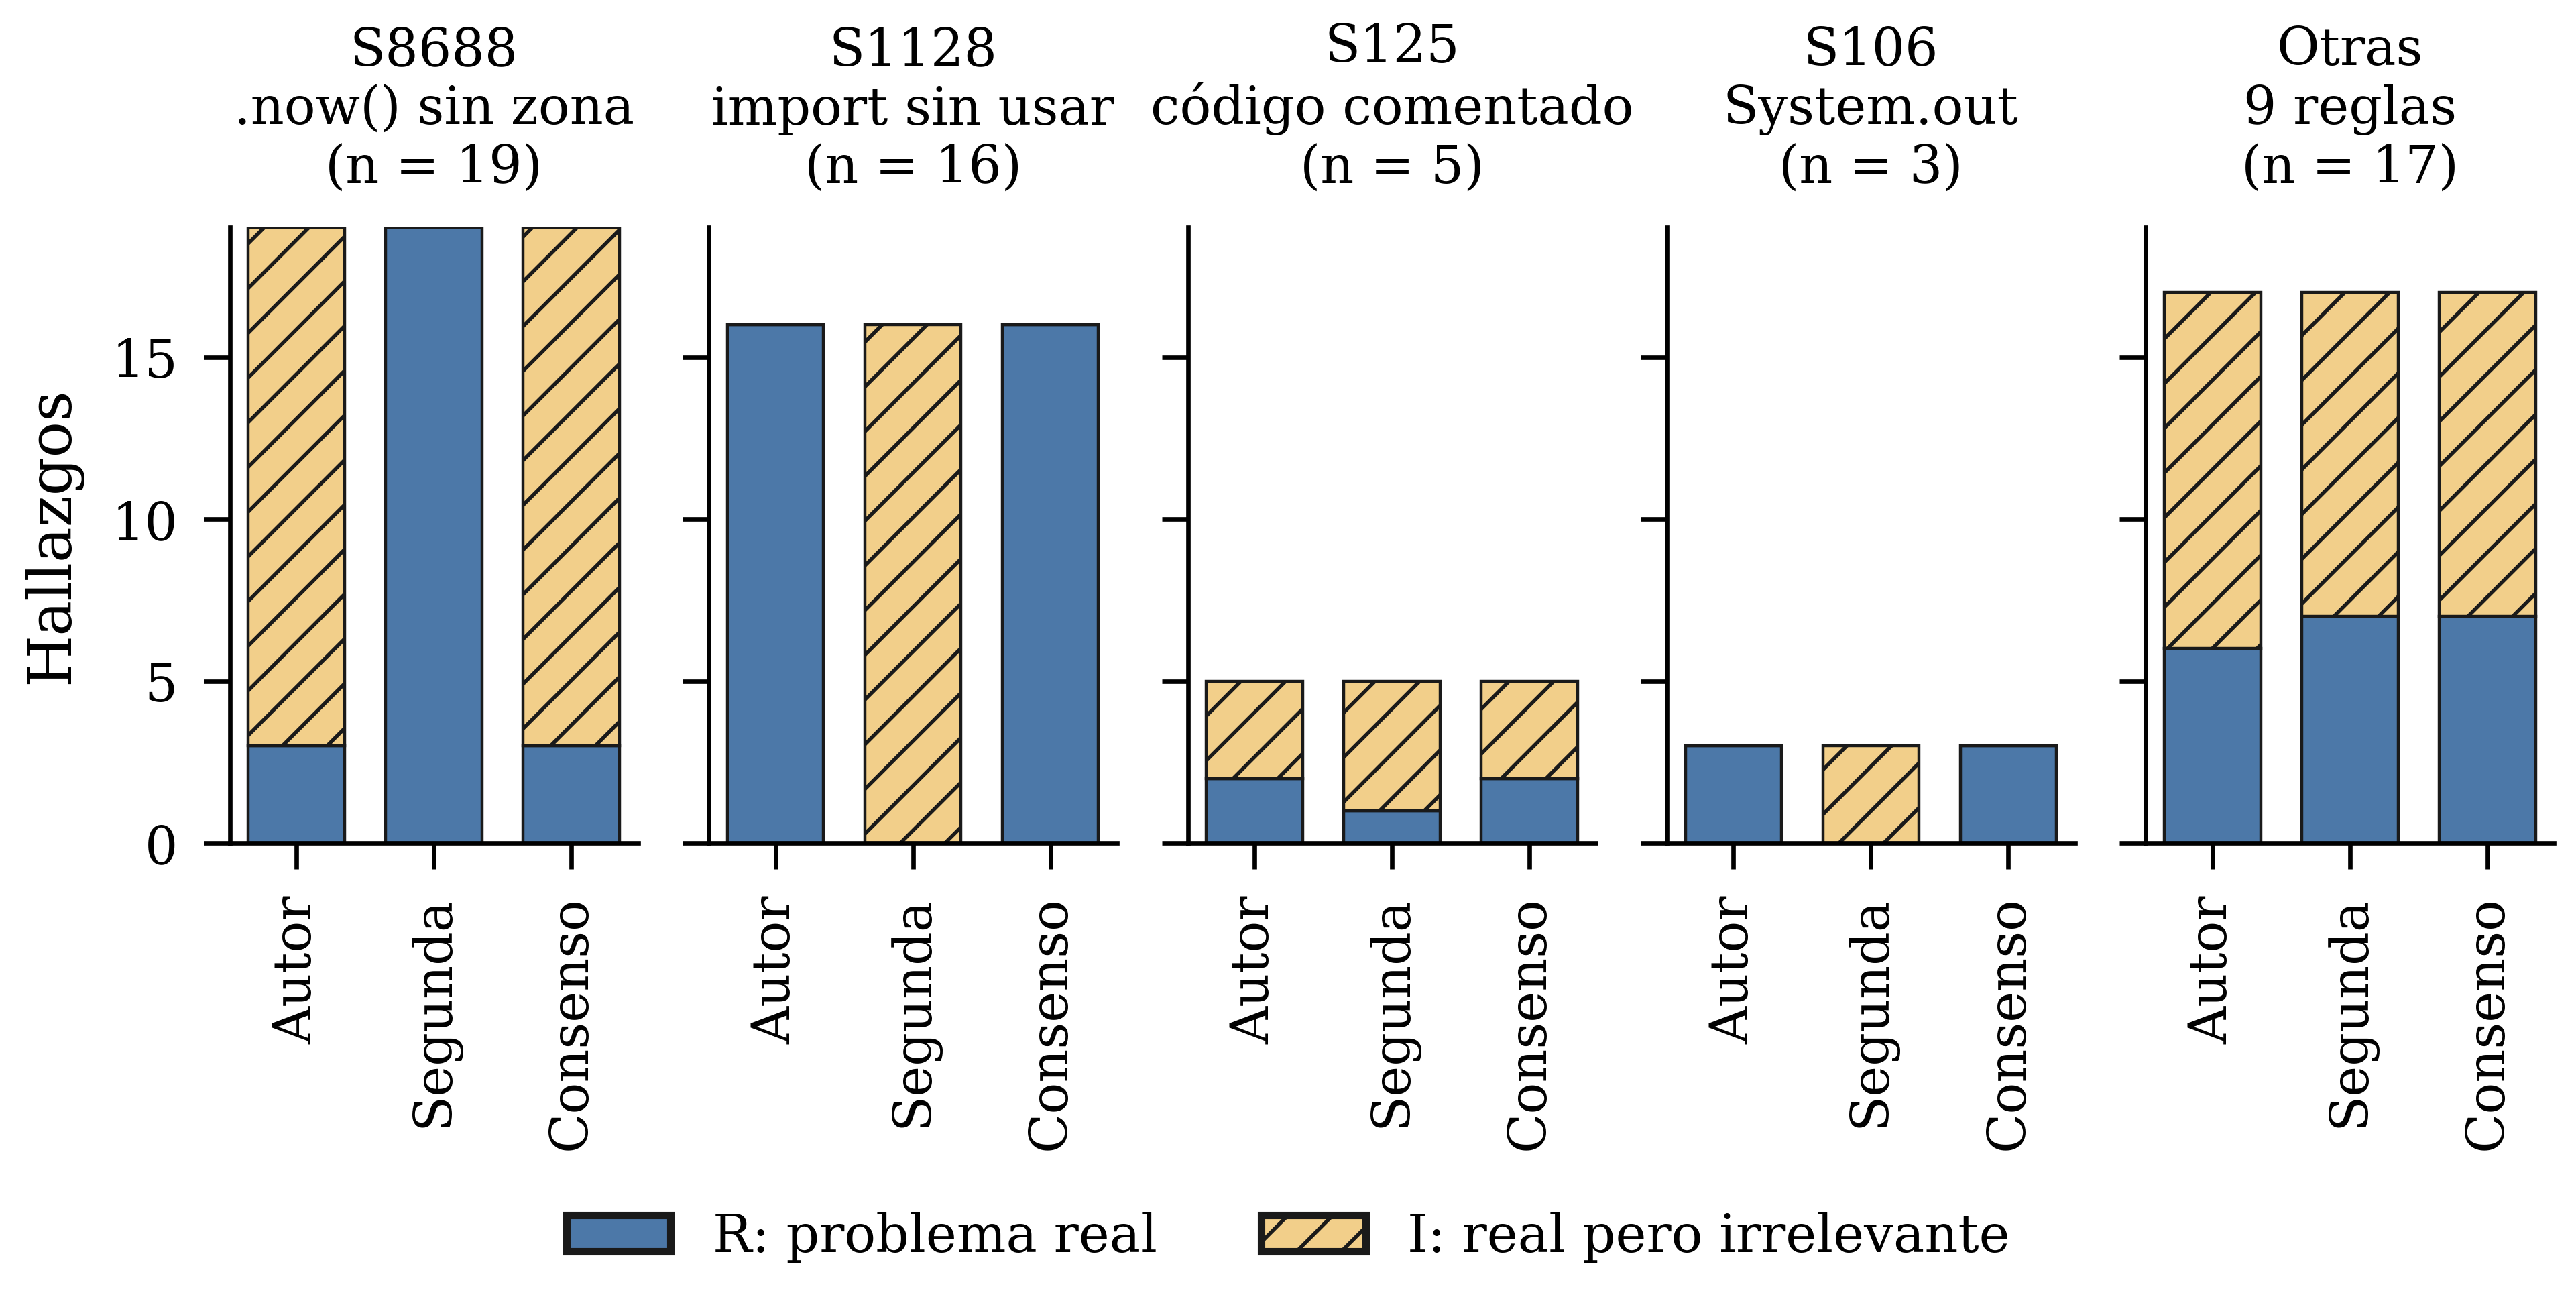 S8688
.now() sin zona
(n = 19)
S1128
import sin usar
(n = 16)
S125
código comentado
(n = 5)
S106
System.out
(n = 3)
Otras
9 reglas
(n = 17)
Hallazgos
15
10
5
0
Autor
Segunda
Consenso
Autor
Segunda
Consenso
Autor
Segunda
Consenso
Autor
Segunda
Consenso
Autor
Segunda
Consenso
R: problema real
I: real pero irrelevante